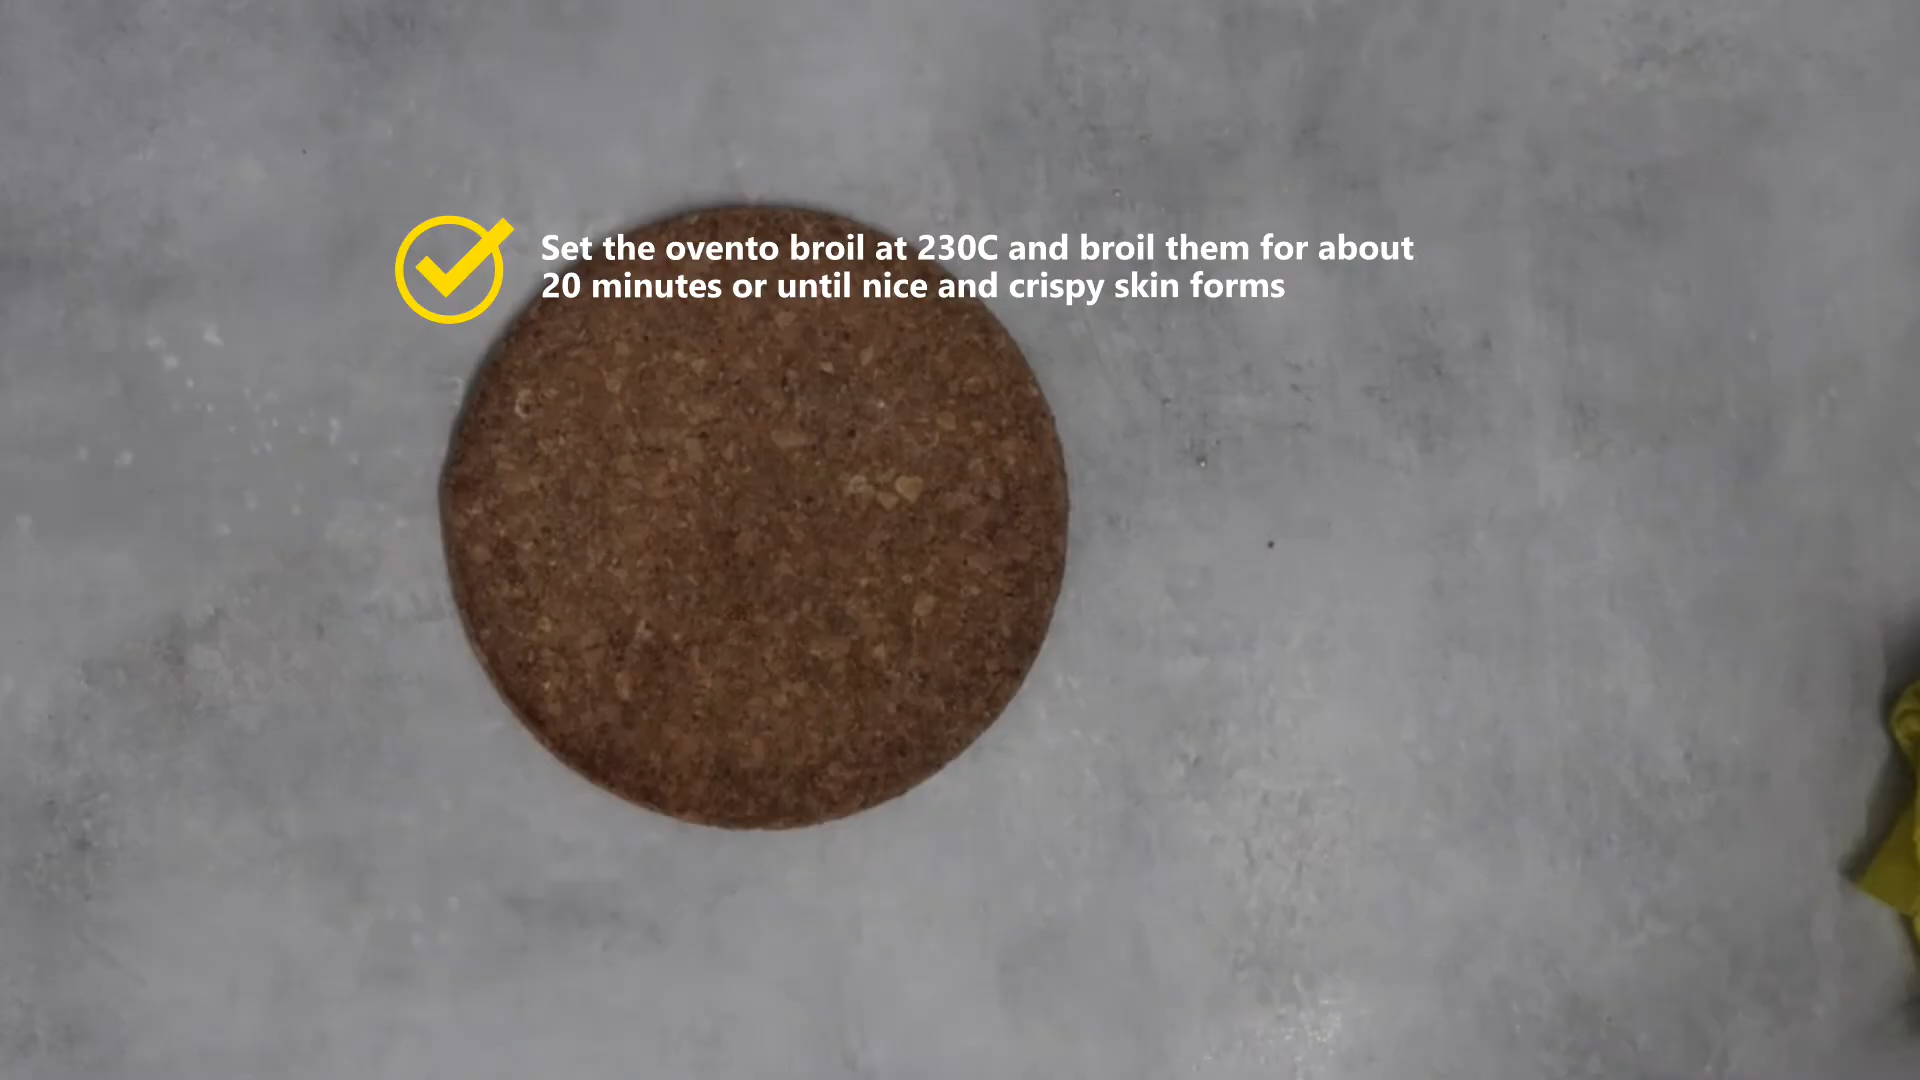 Set the ovento broil at 230C and broil them for about
20 minutes or until nice and crispy skin forms